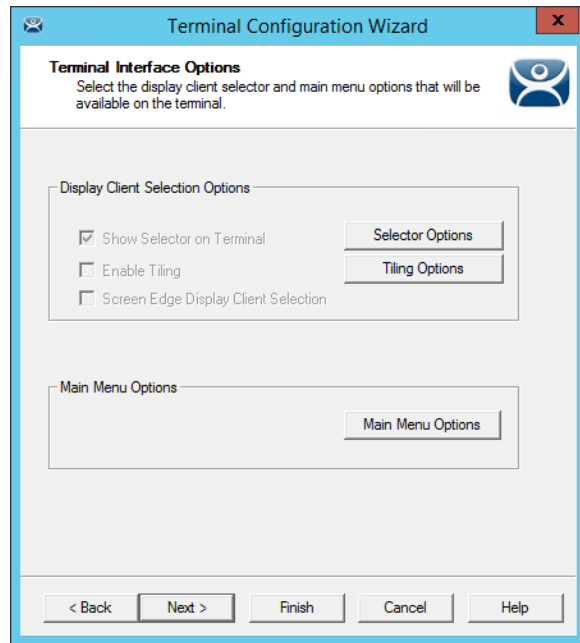 Terminal Configuration Wizard
x
Terminal Interface Options
Select the display client selector and main menu options that will be
available on the terminal.
Display Client Selection Options
Show Selector on Terminal
Selector Options
Enable Tiling
Tiling Options
Screen Edge Display Client Selection
Main Menu Options
Main Menu Options
< Back
Next >
Finish
Cancel
Help